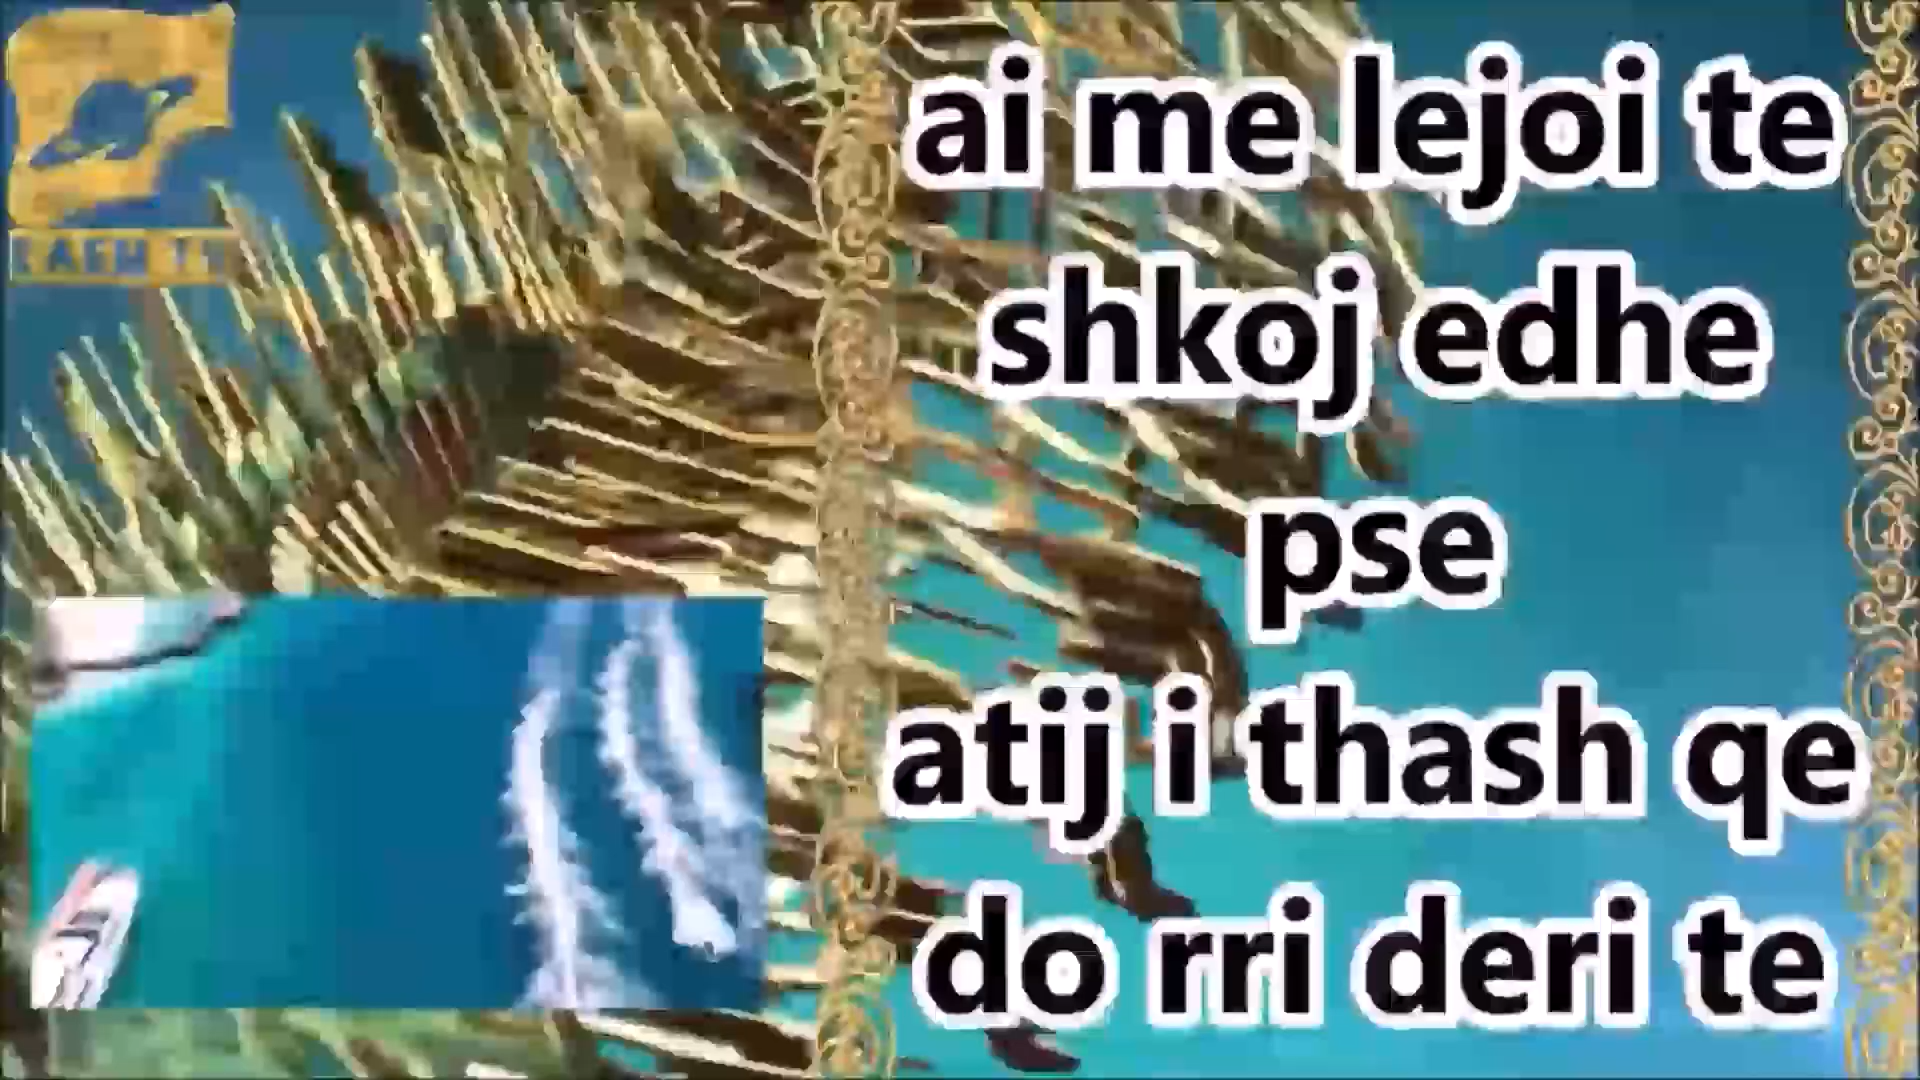 ai me lejoi te
shkoj edhe
pse
atij i thash qe
do rri deri te